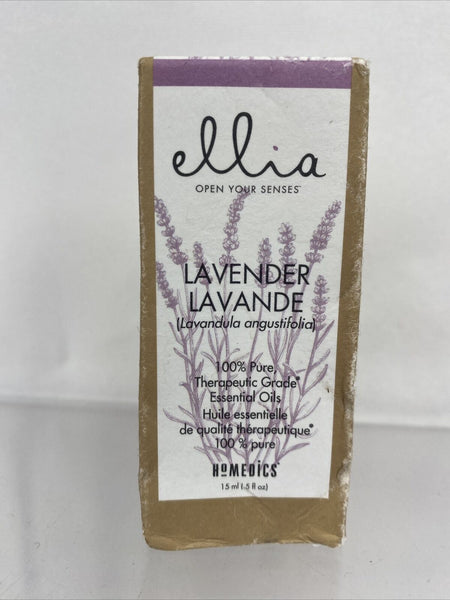 ellia
OPEN YOUR SENSES™
LAVENDER
LAVANDE
(Lavandula angustifolia)
100% Pure,
Therapeutic Grade*
Essential Oils
Huile essentielle
de qualité thérapeutique*
100 % pure
HOMEDICS®
15 ml (.5 fl oz)